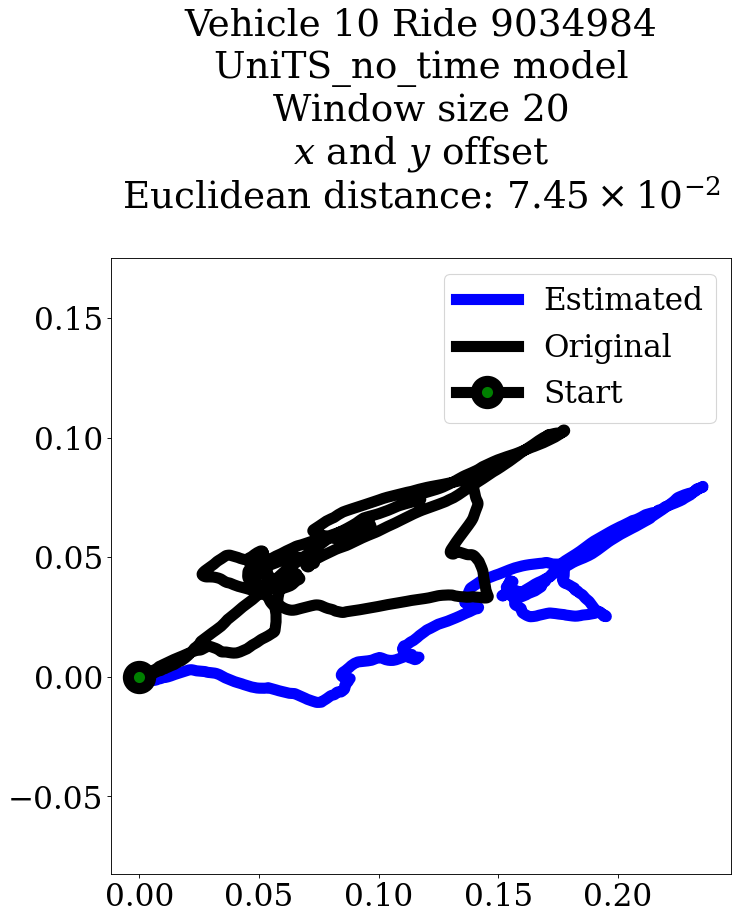 Vehicle 10 Ride 9034984
UniTS_no_time model
Window size 20
x and y offset
Euclidean distance: 7.45 × 10⁻²
Estimated
Original
Start
0.15
0.10
0.05
0.00
−0.05
0.00 0.05 0.10 0.15 0.20